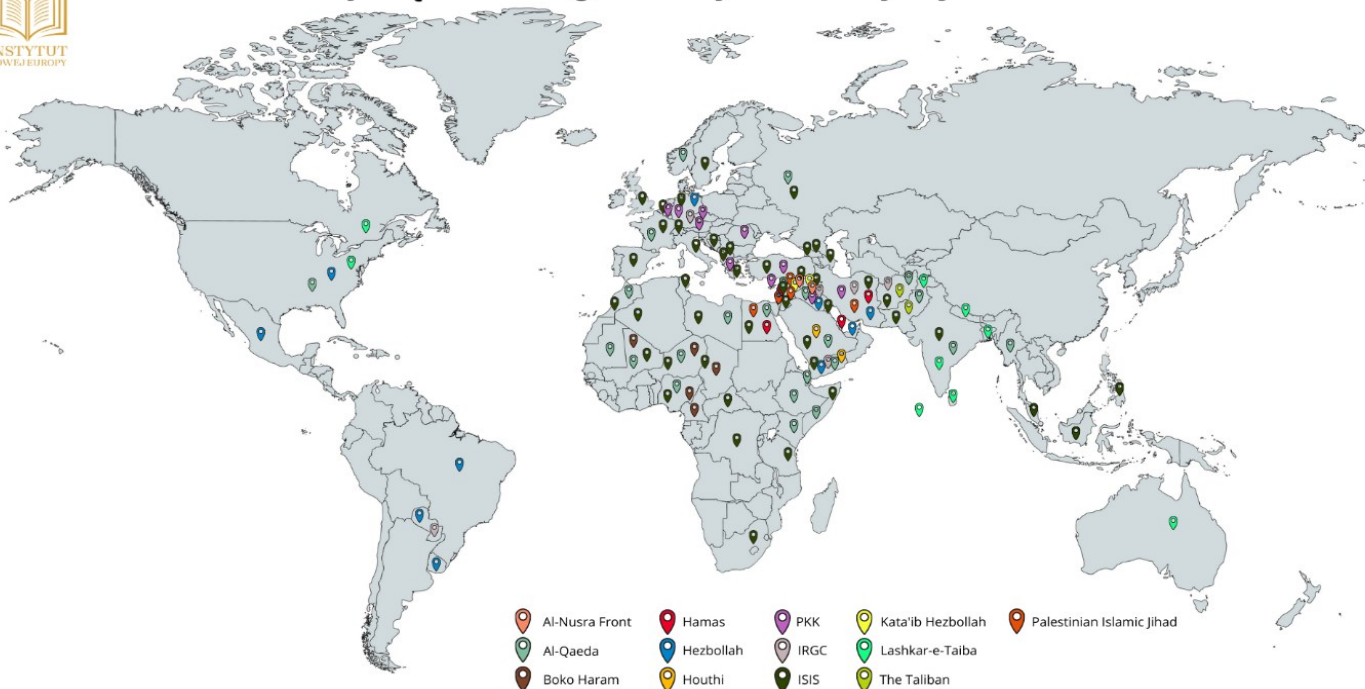 NSTYTUT
OWEJ EUROPY
Al-Nusra Front
Hamas
PKK
Kata'ib Hezbollah
Palestinian Islamic Jihad
Al-Qaeda
Hezbollah
IRGC
Lashkar-e-Taiba
Boko Haram
Houthi
ISIS
The Taliban